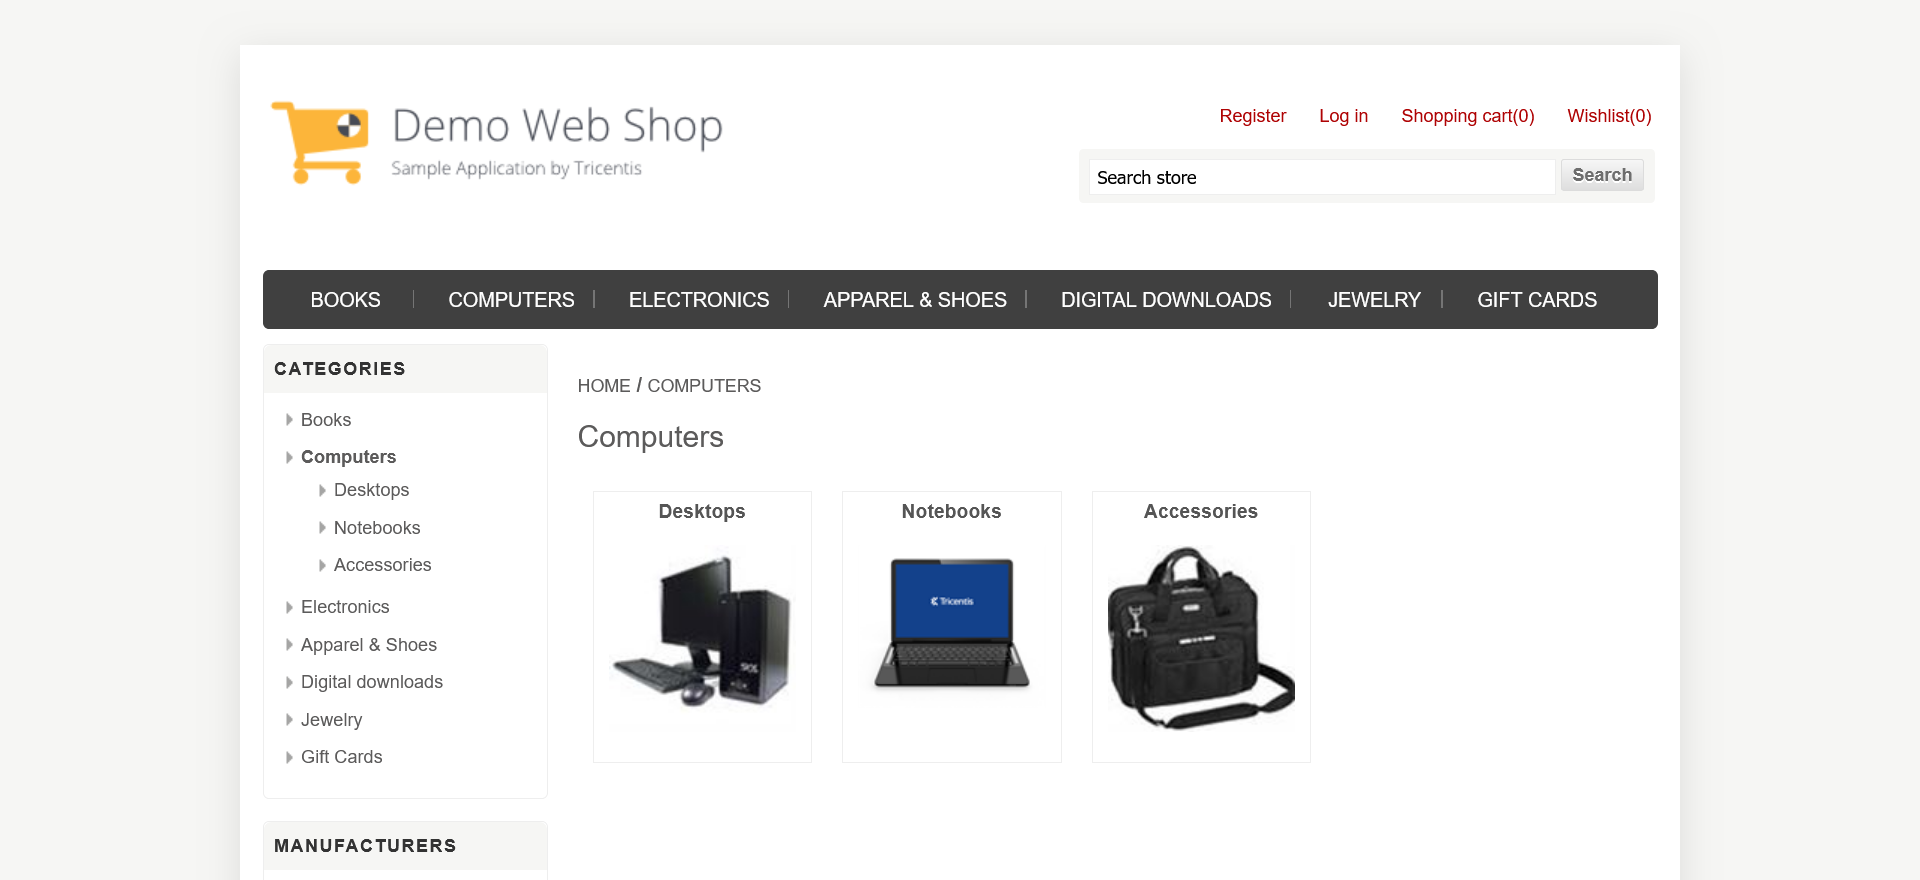 Demo Web Shop
Sample Application by Tricentis
Register Log in Shopping cart(0) Wishlist(0)
Search store Search
BOOKS COMPUTERS ELECTRONICS APPAREL & SHOES DIGITAL DOWNLOADS JEWELRY GIFT CARDS
CATEGORIES
Books
Computers
Desktops
Notebooks
Accessories
Electronics
Apparel & Shoes
Digital downloads
Jewelry
Gift Cards
MANUFACTURERS
HOME / COMPUTERS
Computers
Desktops
Notebooks
Tricentis
Accessories